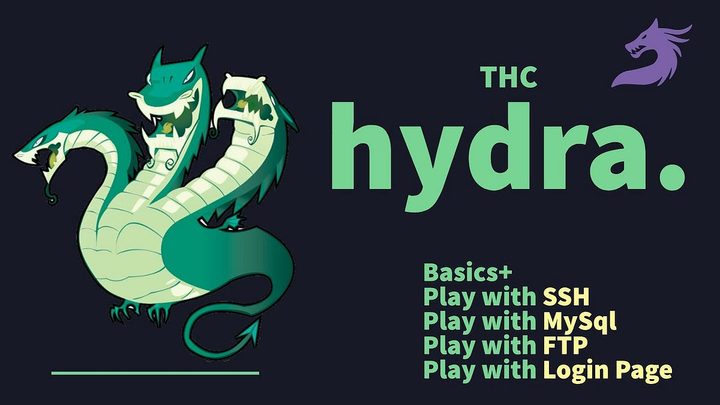 THC
hydra.
Basics+
Play with SSH
Play with MySql
Play with FTP
Play with Login Page